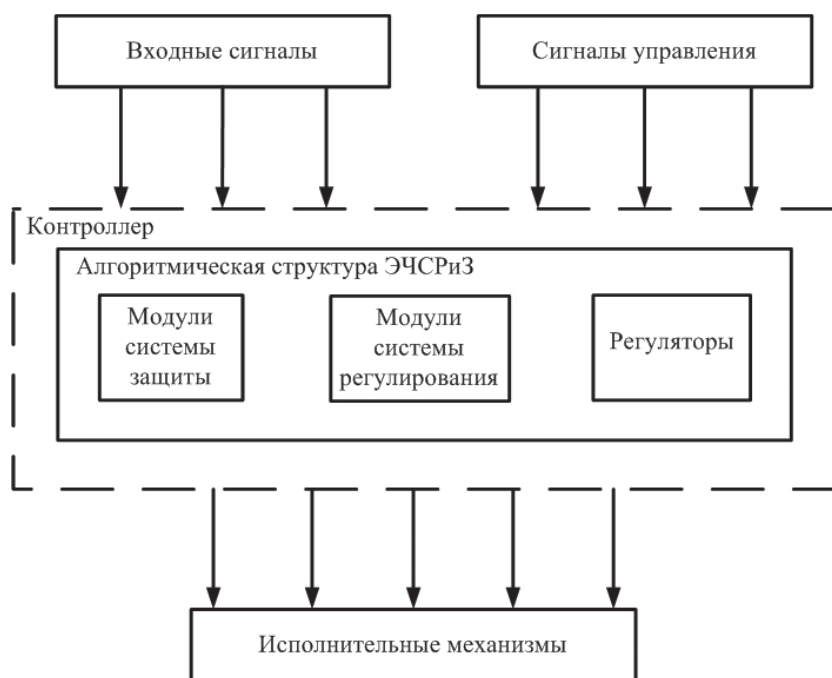 Входные сигналы
Сигналы управления
Контроллер
Алгоритмическая структура ЭЧСРиЗ
Модули
системы
защиты
Модули
системы
регулирования
Регуляторы
Исполнительные механизмы